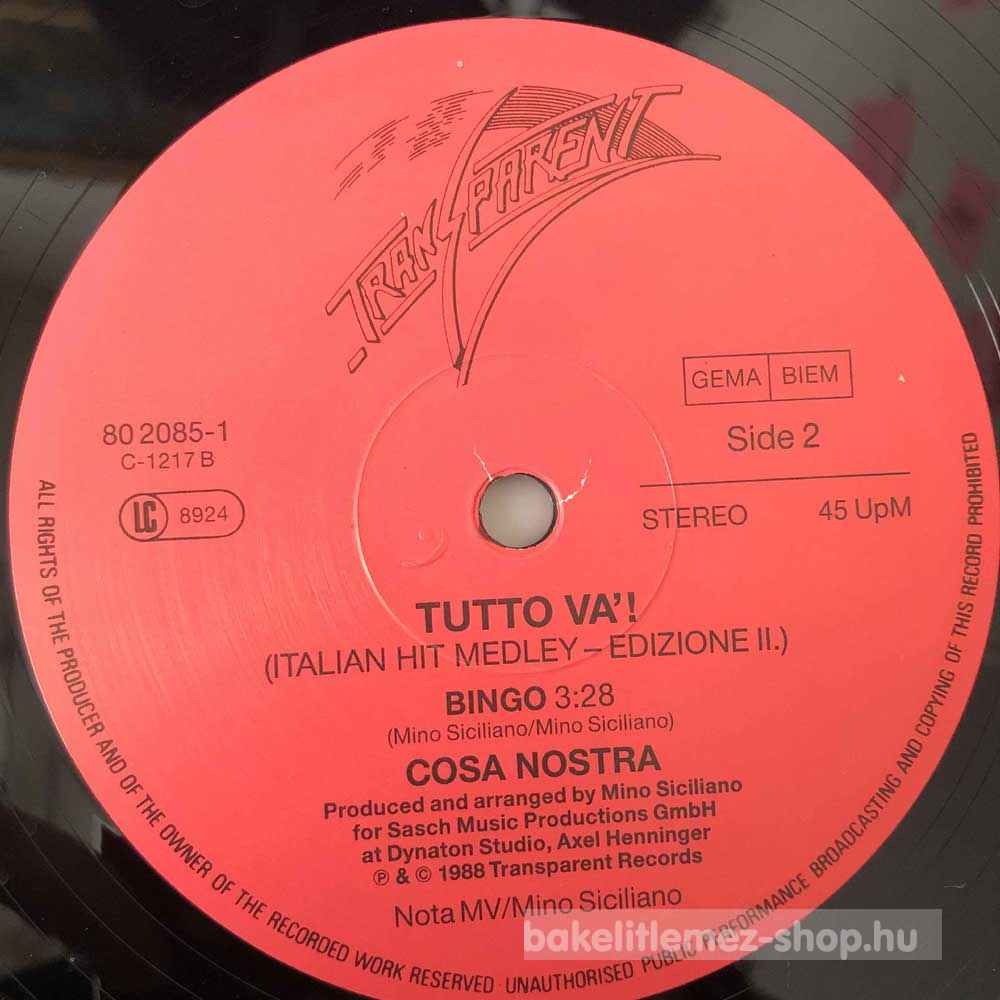 TRANSPARENT
GEMA BIEM
80 2085-1
C-1217 B
LC 8924
Side 2
STEREO 45 UpM
TUTTO VA'!
(ITALIAN HIT MEDLEY – EDIZIONE II.)
BINGO 3:28
(Mino Siciliano/Mino Siciliano)
COSA NOSTRA
Produced and arranged by Mino Siciliano
for Sasch Music Productions GmbH
at Dynaton Studio, Axel Henninger
℗ & © 1988 Transparent Records
Nota MV/Mino Siciliano
ALL RIGHTS OF THE PRODUCER AND OF THE OWNER OF THE RECORDED WORK RESERVED · UNAUTHORISED PUBLIC PERFORMANCE BROADCASTING AND COPYING OF THIS RECORD PROHIBITED
bakelitlemez-shop.hu